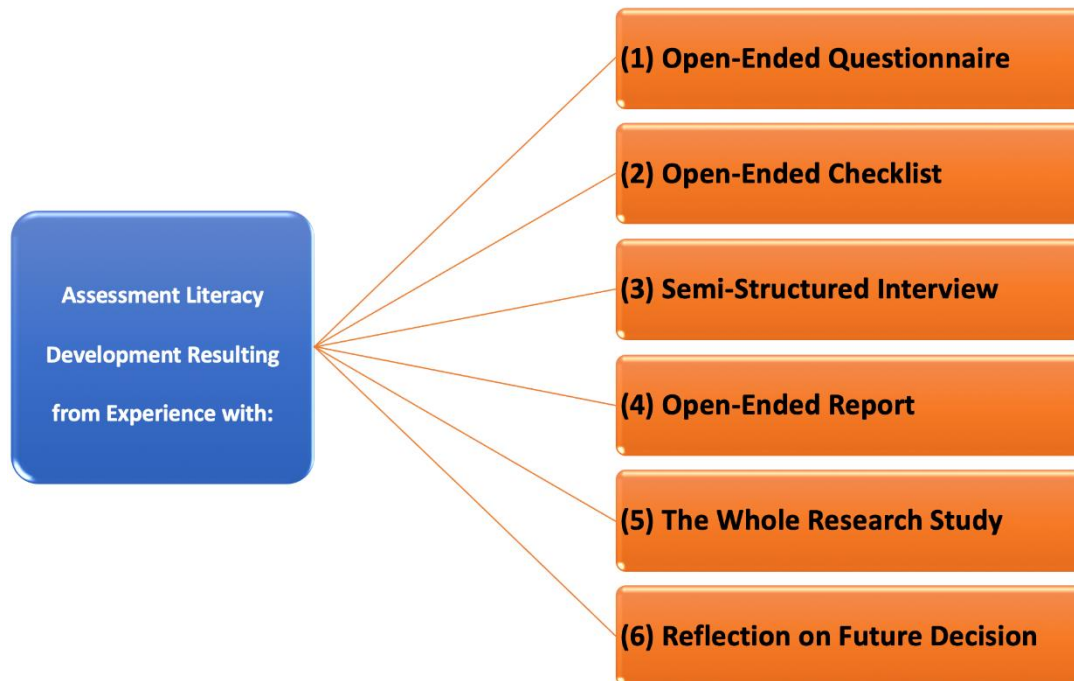 Assessment Literacy
Development Resulting
from Experience with:
(1) Open-Ended Questionnaire
(2) Open-Ended Checklist
(3) Semi-Structured Interview
(4) Open-Ended Report
(5) The Whole Research Study
(6) Reflection on Future Decision